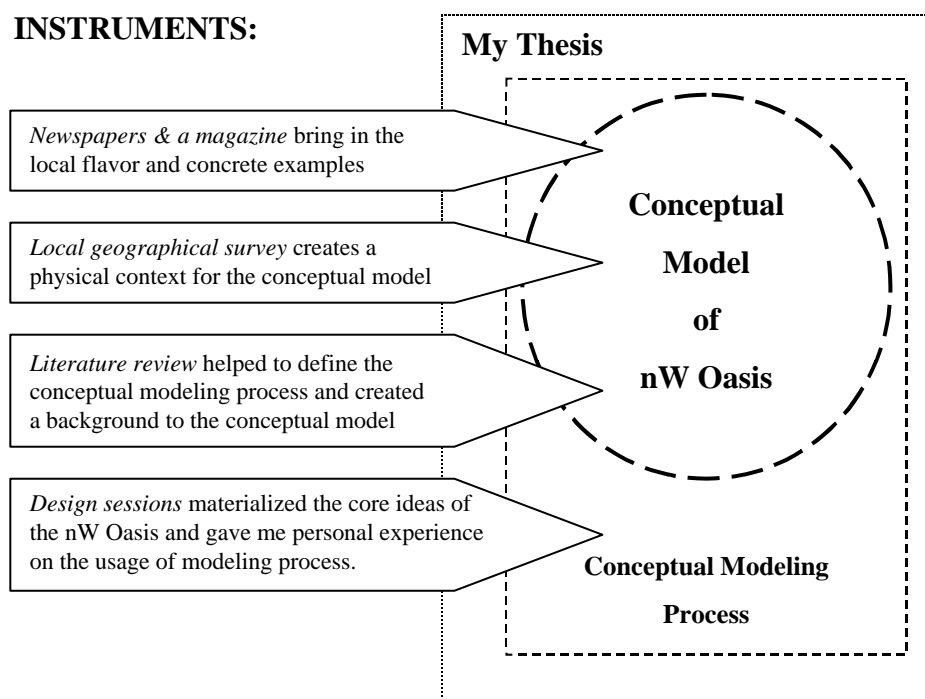 INSTRUMENTS:
My Thesis
Newspapers & a magazine bring in the
local flavor and concrete examples
Local geographical survey creates a
physical context for the conceptual model
Literature review helped to define the
conceptual modeling process and created
a background to the conceptual model
Design sessions materialized the core ideas of
the nW Oasis and gave me personal experience
on the usage of modeling process.
Conceptual
Model
of
nW Oasis
Conceptual Modeling
Process